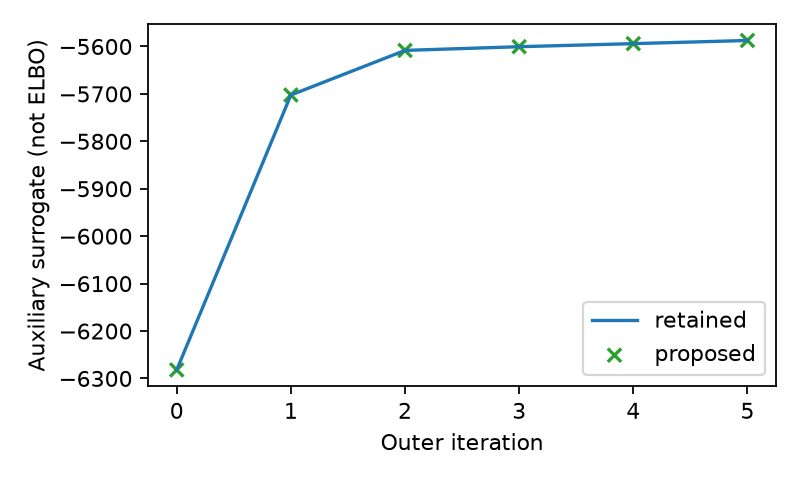 Auxiliary surrogate (not ELBO)
−5600
−5700
−5800
−5900
−6000
−6100
−6200
−6300
retained
proposed
0 1 2 3 4 5
Outer iteration